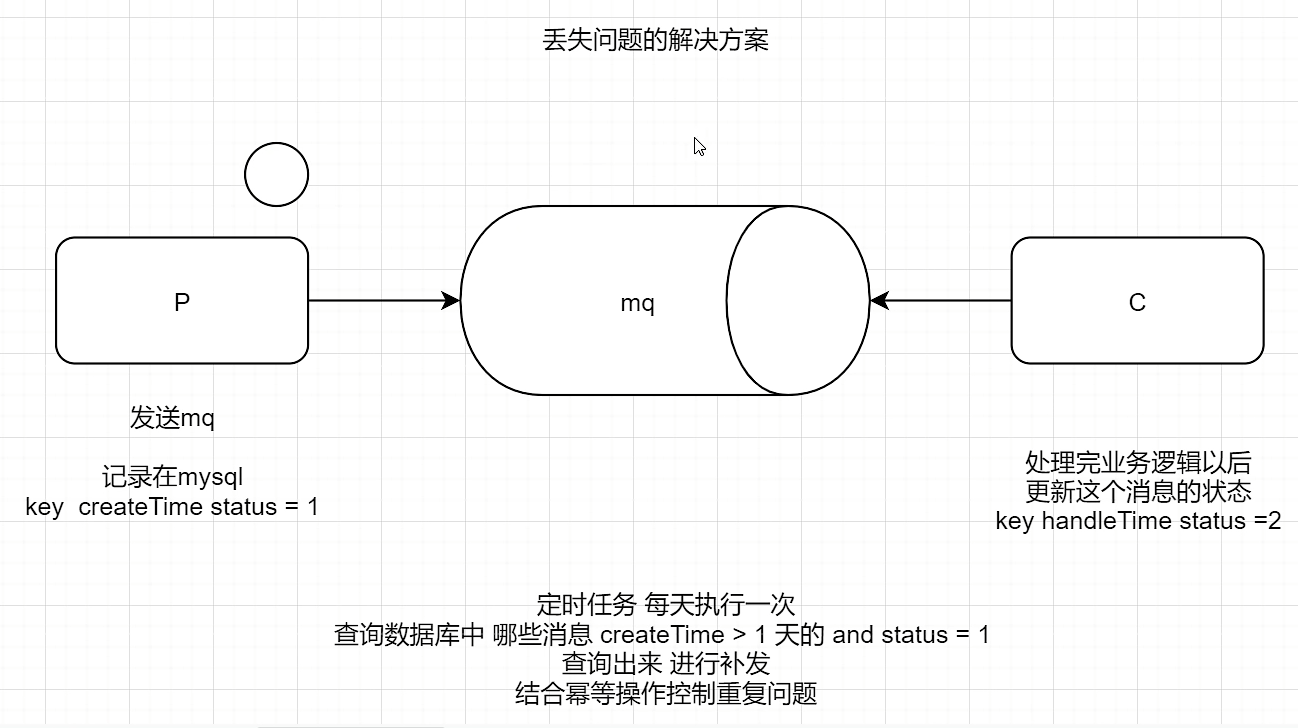 丢失问题的解决方案
P
mq
C
发送mq
记录在mysql
key  createTime status = 1
处理完业务逻辑以后
更新这个消息的状态
key handleTime status =2
定时任务 每天执行一次
查询数据库中 哪些消息 createTime > 1 天的 and status = 1
查询出来 进行补发
结合幂等操作控制重复问题